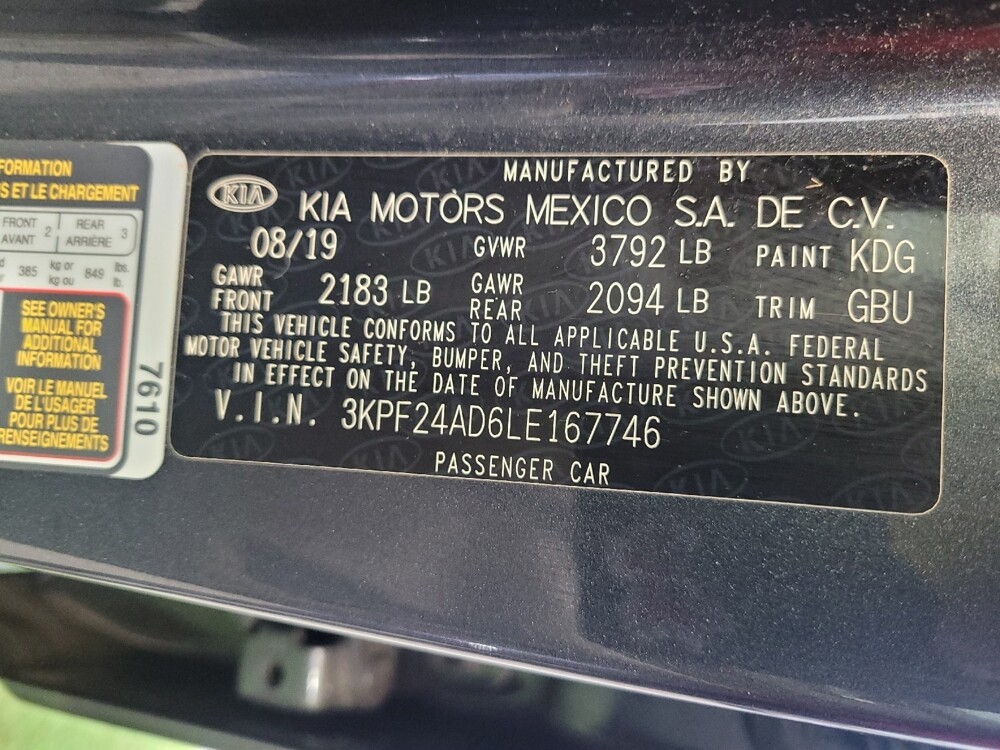 FORMATION
S ET LE CHARGEMENT
FRONT
AVANT 2
REAR
ARRIÈRE 3
385 kg or
kg ou 849 lbs.
lb.
SEE OWNER'S
MANUAL FOR
ADDITIONAL
INFORMATION
VOIR LE MANUEL
DE L'USAGER
POUR PLUS DE
RENSEIGNEMENTS
7610
MANUFACTURED BY
KIA KIA MOTORS MEXICO S.A. DE C.V.
08/19 GVWR 3792 LB PAINT KDG
GAWR
FRONT 2183 LB GAWR
REAR 2094 LB TRIM GBU
THIS VEHICLE CONFORMS TO ALL APPLICABLE U.S.A. FEDERAL
MOTOR VEHICLE SAFETY, BUMPER, AND THEFT PREVENTION STANDARDS
IN EFFECT ON THE DATE OF MANUFACTURE SHOWN ABOVE.
V.I.N. 3KPF24AD6LE167746
PASSENGER CAR